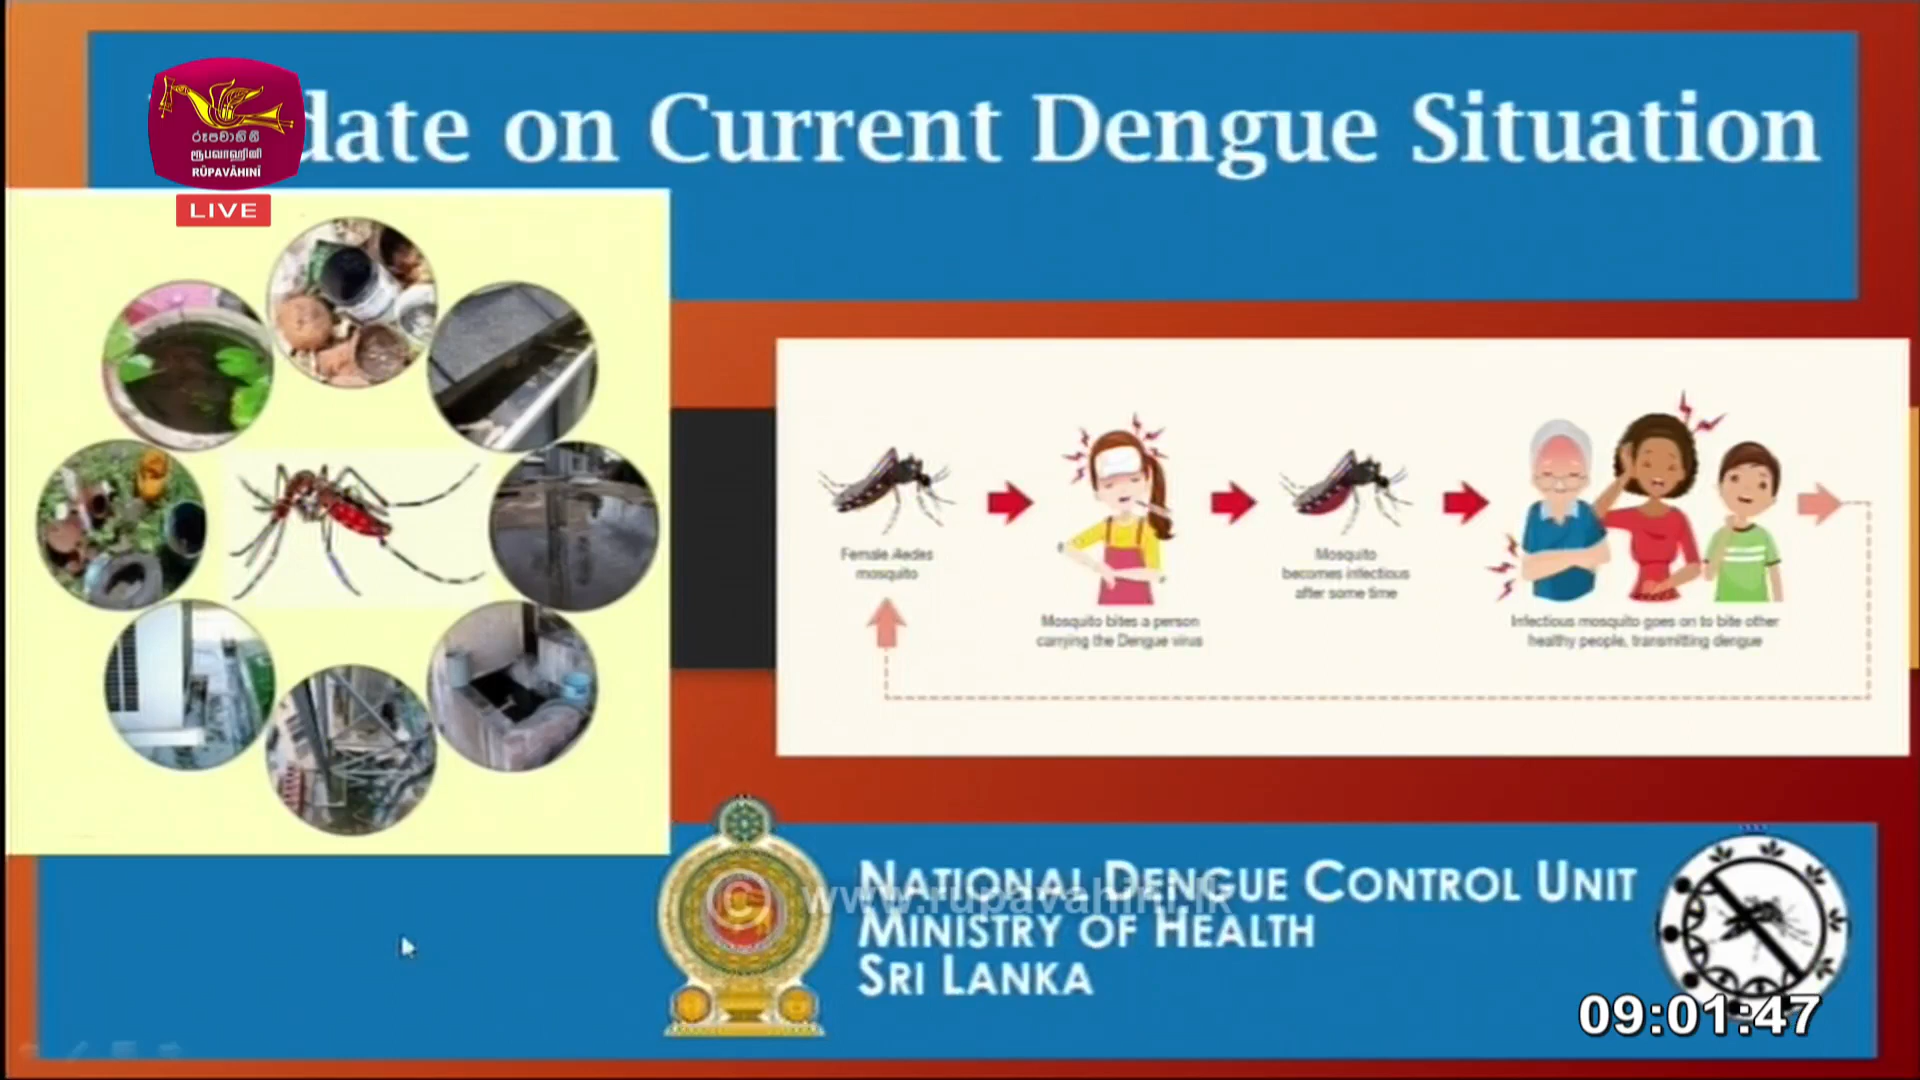 date on Current Dengue Situation
රූපවාහිනී
ரூபவாஹினி
RŪPAVĀHINĪ
LIVE
Female Aedes
mosquito
Mosquito bites a person
carrying the Dengue virus
Mosquito
becomes infectious
after some time
Infectious mosquito goes on to bite other
healthy people, transmitting dengue
NATIONAL DENGUE CONTROL UNIT
MINISTRY OF HEALTH
SRI LANKA
© www.rupavahini.lk
09:01:47